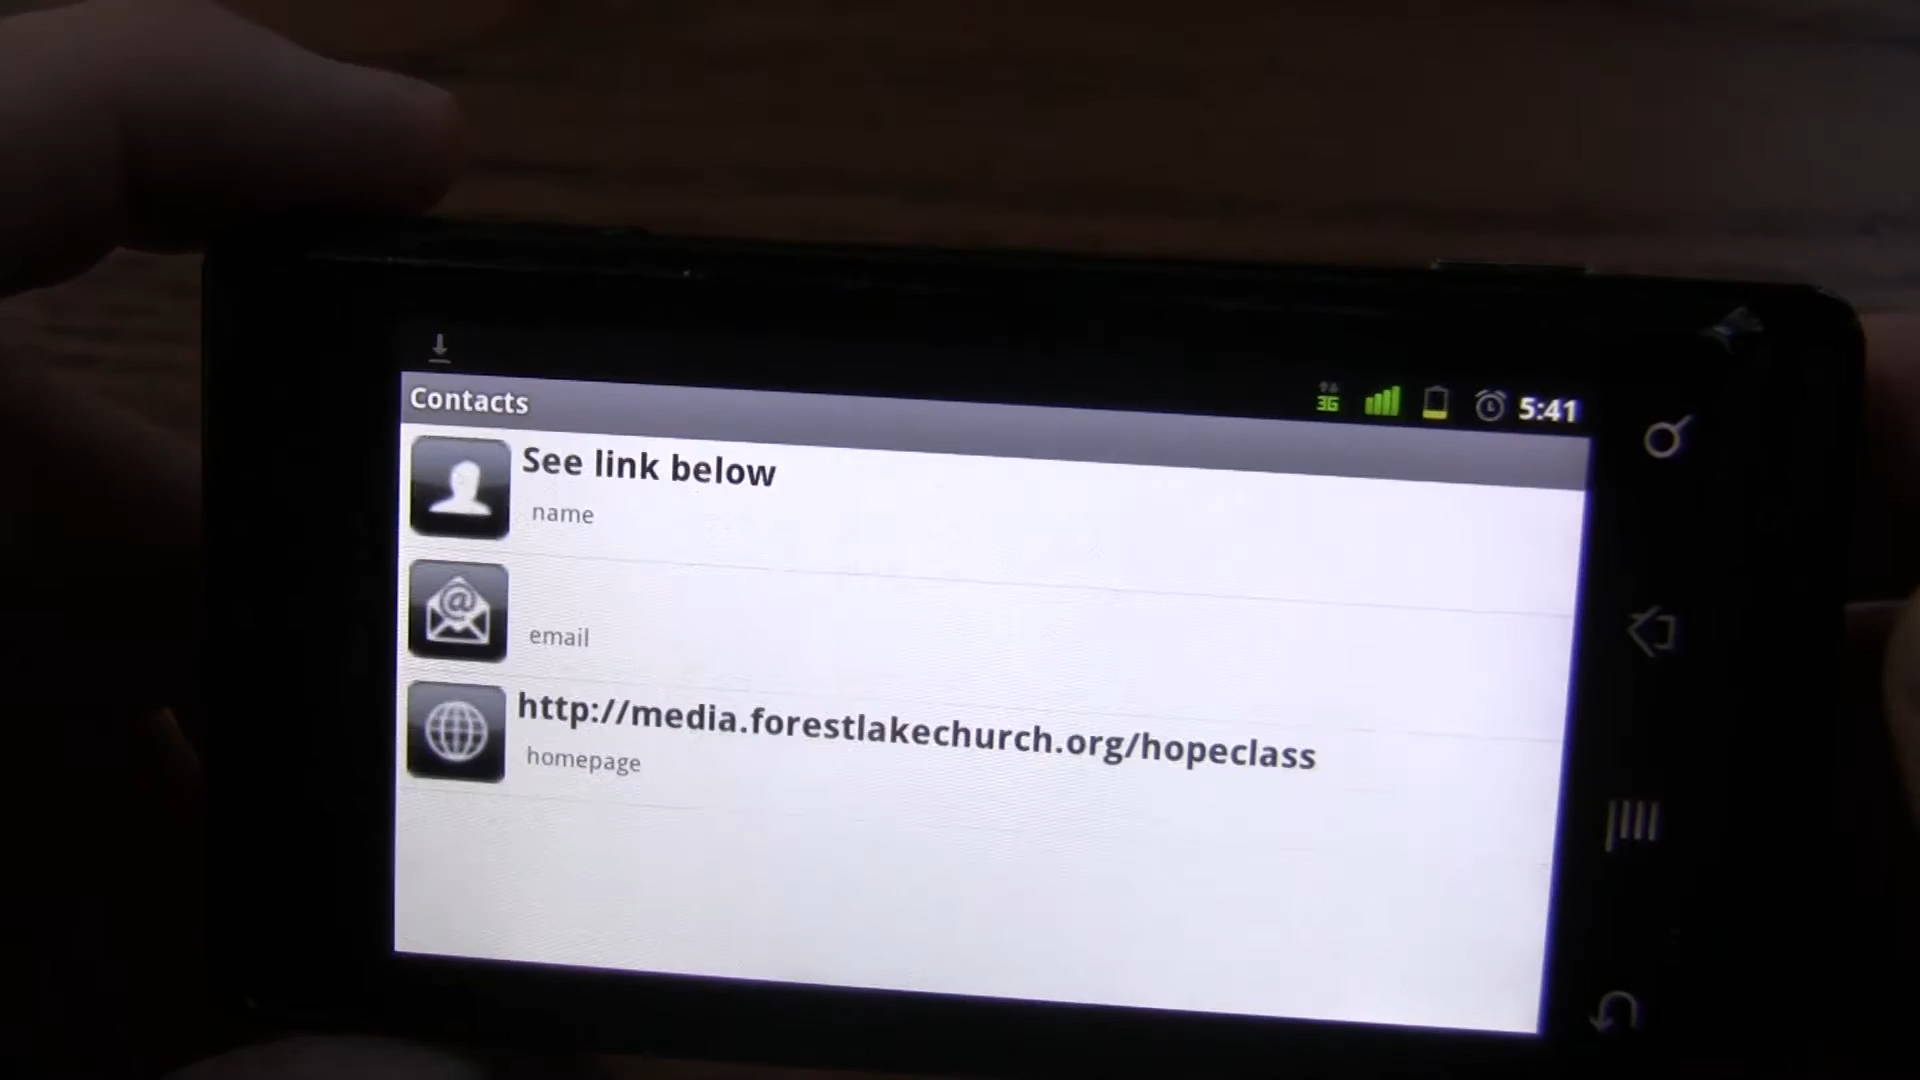 3G 5:41
Contacts
See link below
name
email
http://media.forestlakechurch.org/hopeclass
homepage